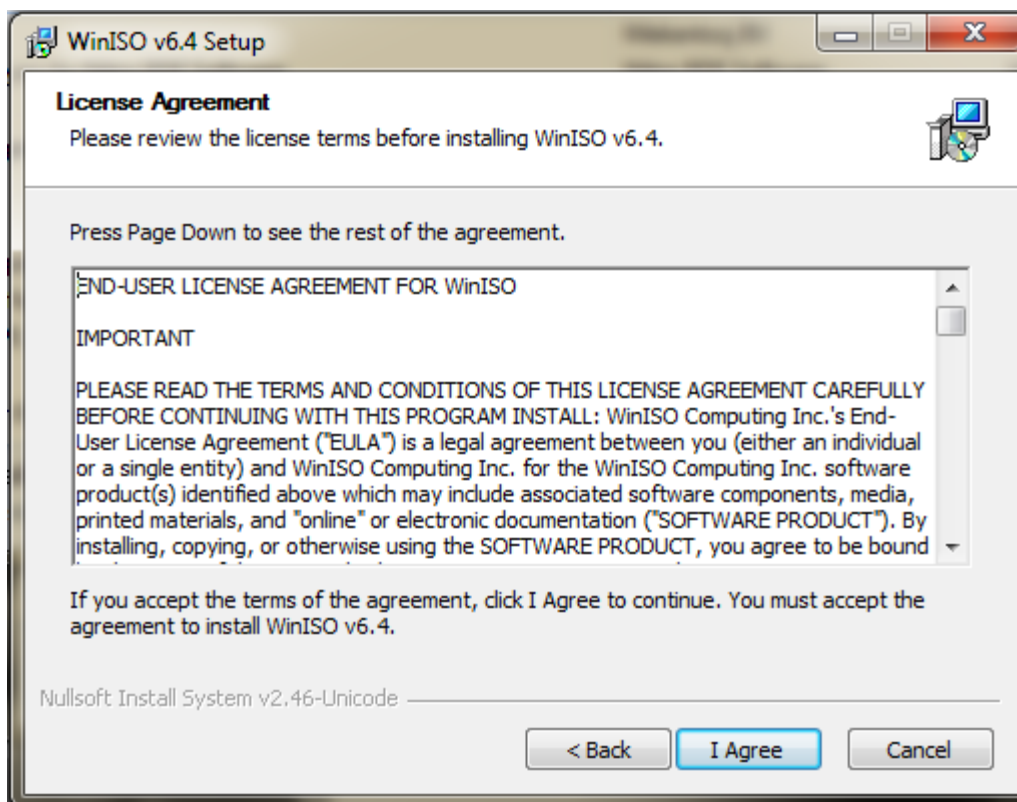 WinISO v6.4 Setup
License Agreement
Please review the license terms before installing WinISO v6.4.
Press Page Down to see the rest of the agreement.
END-USER LICENSE AGREEMENT FOR WinISO
IMPORTANT
PLEASE READ THE TERMS AND CONDITIONS OF THIS LICENSE AGREEMENT CAREFULLY
BEFORE CONTINUING WITH THIS PROGRAM INSTALL: WinISO Computing Inc.'s End-
User License Agreement ("EULA") is a legal agreement between you (either an individual
or a single entity) and WinISO Computing Inc. for the WinISO Computing Inc. software
product(s) identified above which may include associated software components, media,
printed materials, and "online" or electronic documentation ("SOFTWARE PRODUCT"). By
installing, copying, or otherwise using the SOFTWARE PRODUCT, you agree to be bound
If you accept the terms of the agreement, click I Agree to continue. You must accept the
agreement to install WinISO v6.4.
Nullsoft Install System v2.46-Unicode
< Back
I Agree
Cancel